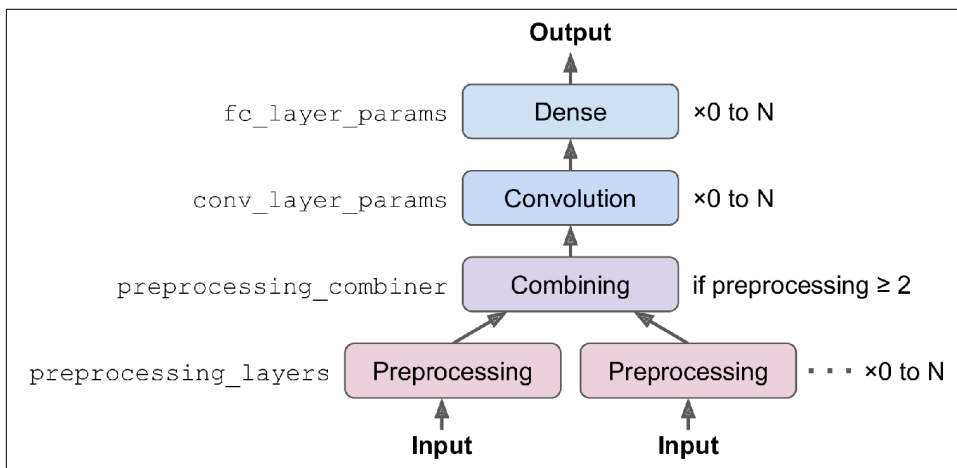 Output
fc_layer_params Dense ×0 to N
conv_layer_params Convolution ×0 to N
preprocessing_combiner Combining if preprocessing ≥ 2
preprocessing_layers Preprocessing Preprocessing ···· ×0 to N
Input Input